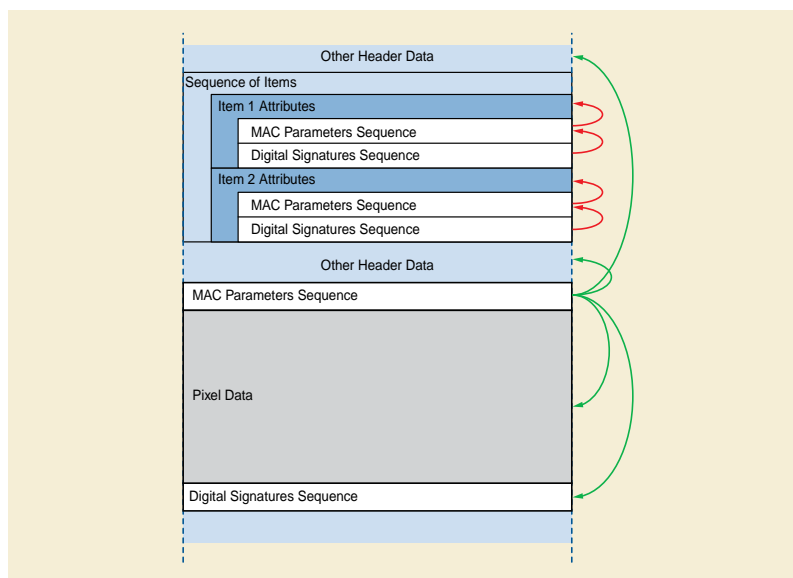 Other Header Data
Sequence of Items
Item 1 Attributes
MAC Parameters Sequence
Digital Signatures Sequence
Item 2 Attributes
MAC Parameters Sequence
Digital Signatures Sequence
Other Header Data
MAC Parameters Sequence
Pixel Data
Digital Signatures Sequence